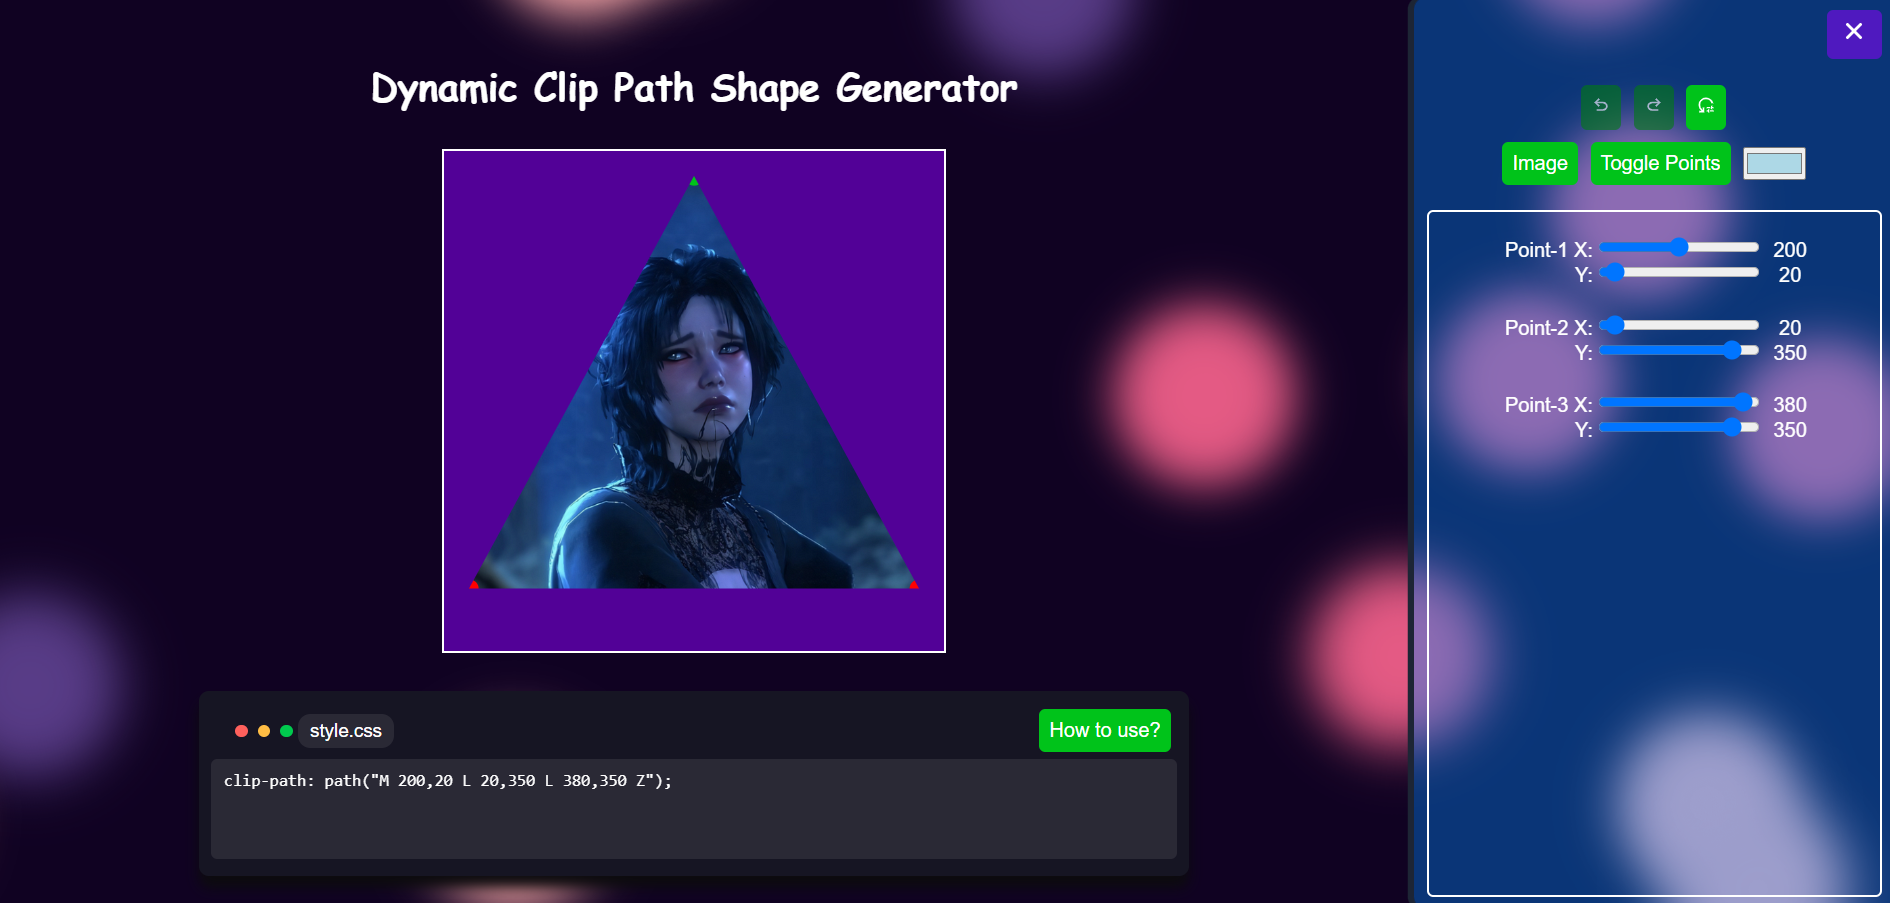 Dynamic Clip Path Shape Generator
style.css
How to use?
clip-path: path("M 200,20 L 20,350 L 380,350 Z");
Image
Toggle Points
Point-1 X: 200
Y: 20
Point-2 X: 20
Y: 350
Point-3 X: 380
Y: 350